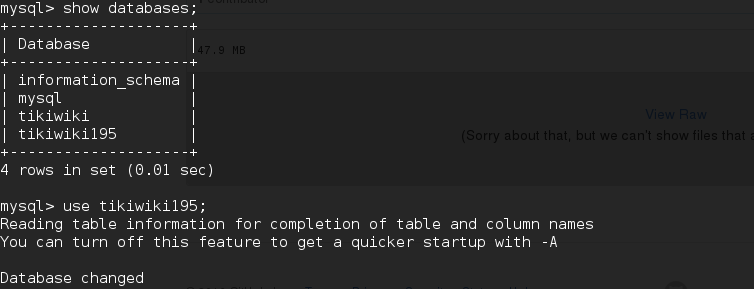 mysql> show databases;
+--------------------+
| Database           |
+--------------------+
| information_schema |
| mysql              |
| tikiwiki           |
| tikiwiki195        |
+--------------------+
4 rows in set (0.01 sec)
47.9 MB
View Raw
(Sorry about that, but we can't show files that a
mysql> use tikiwiki195;
Reading table information for completion of table and column names
You can turn off this feature to get a quicker startup with -A
Database changed